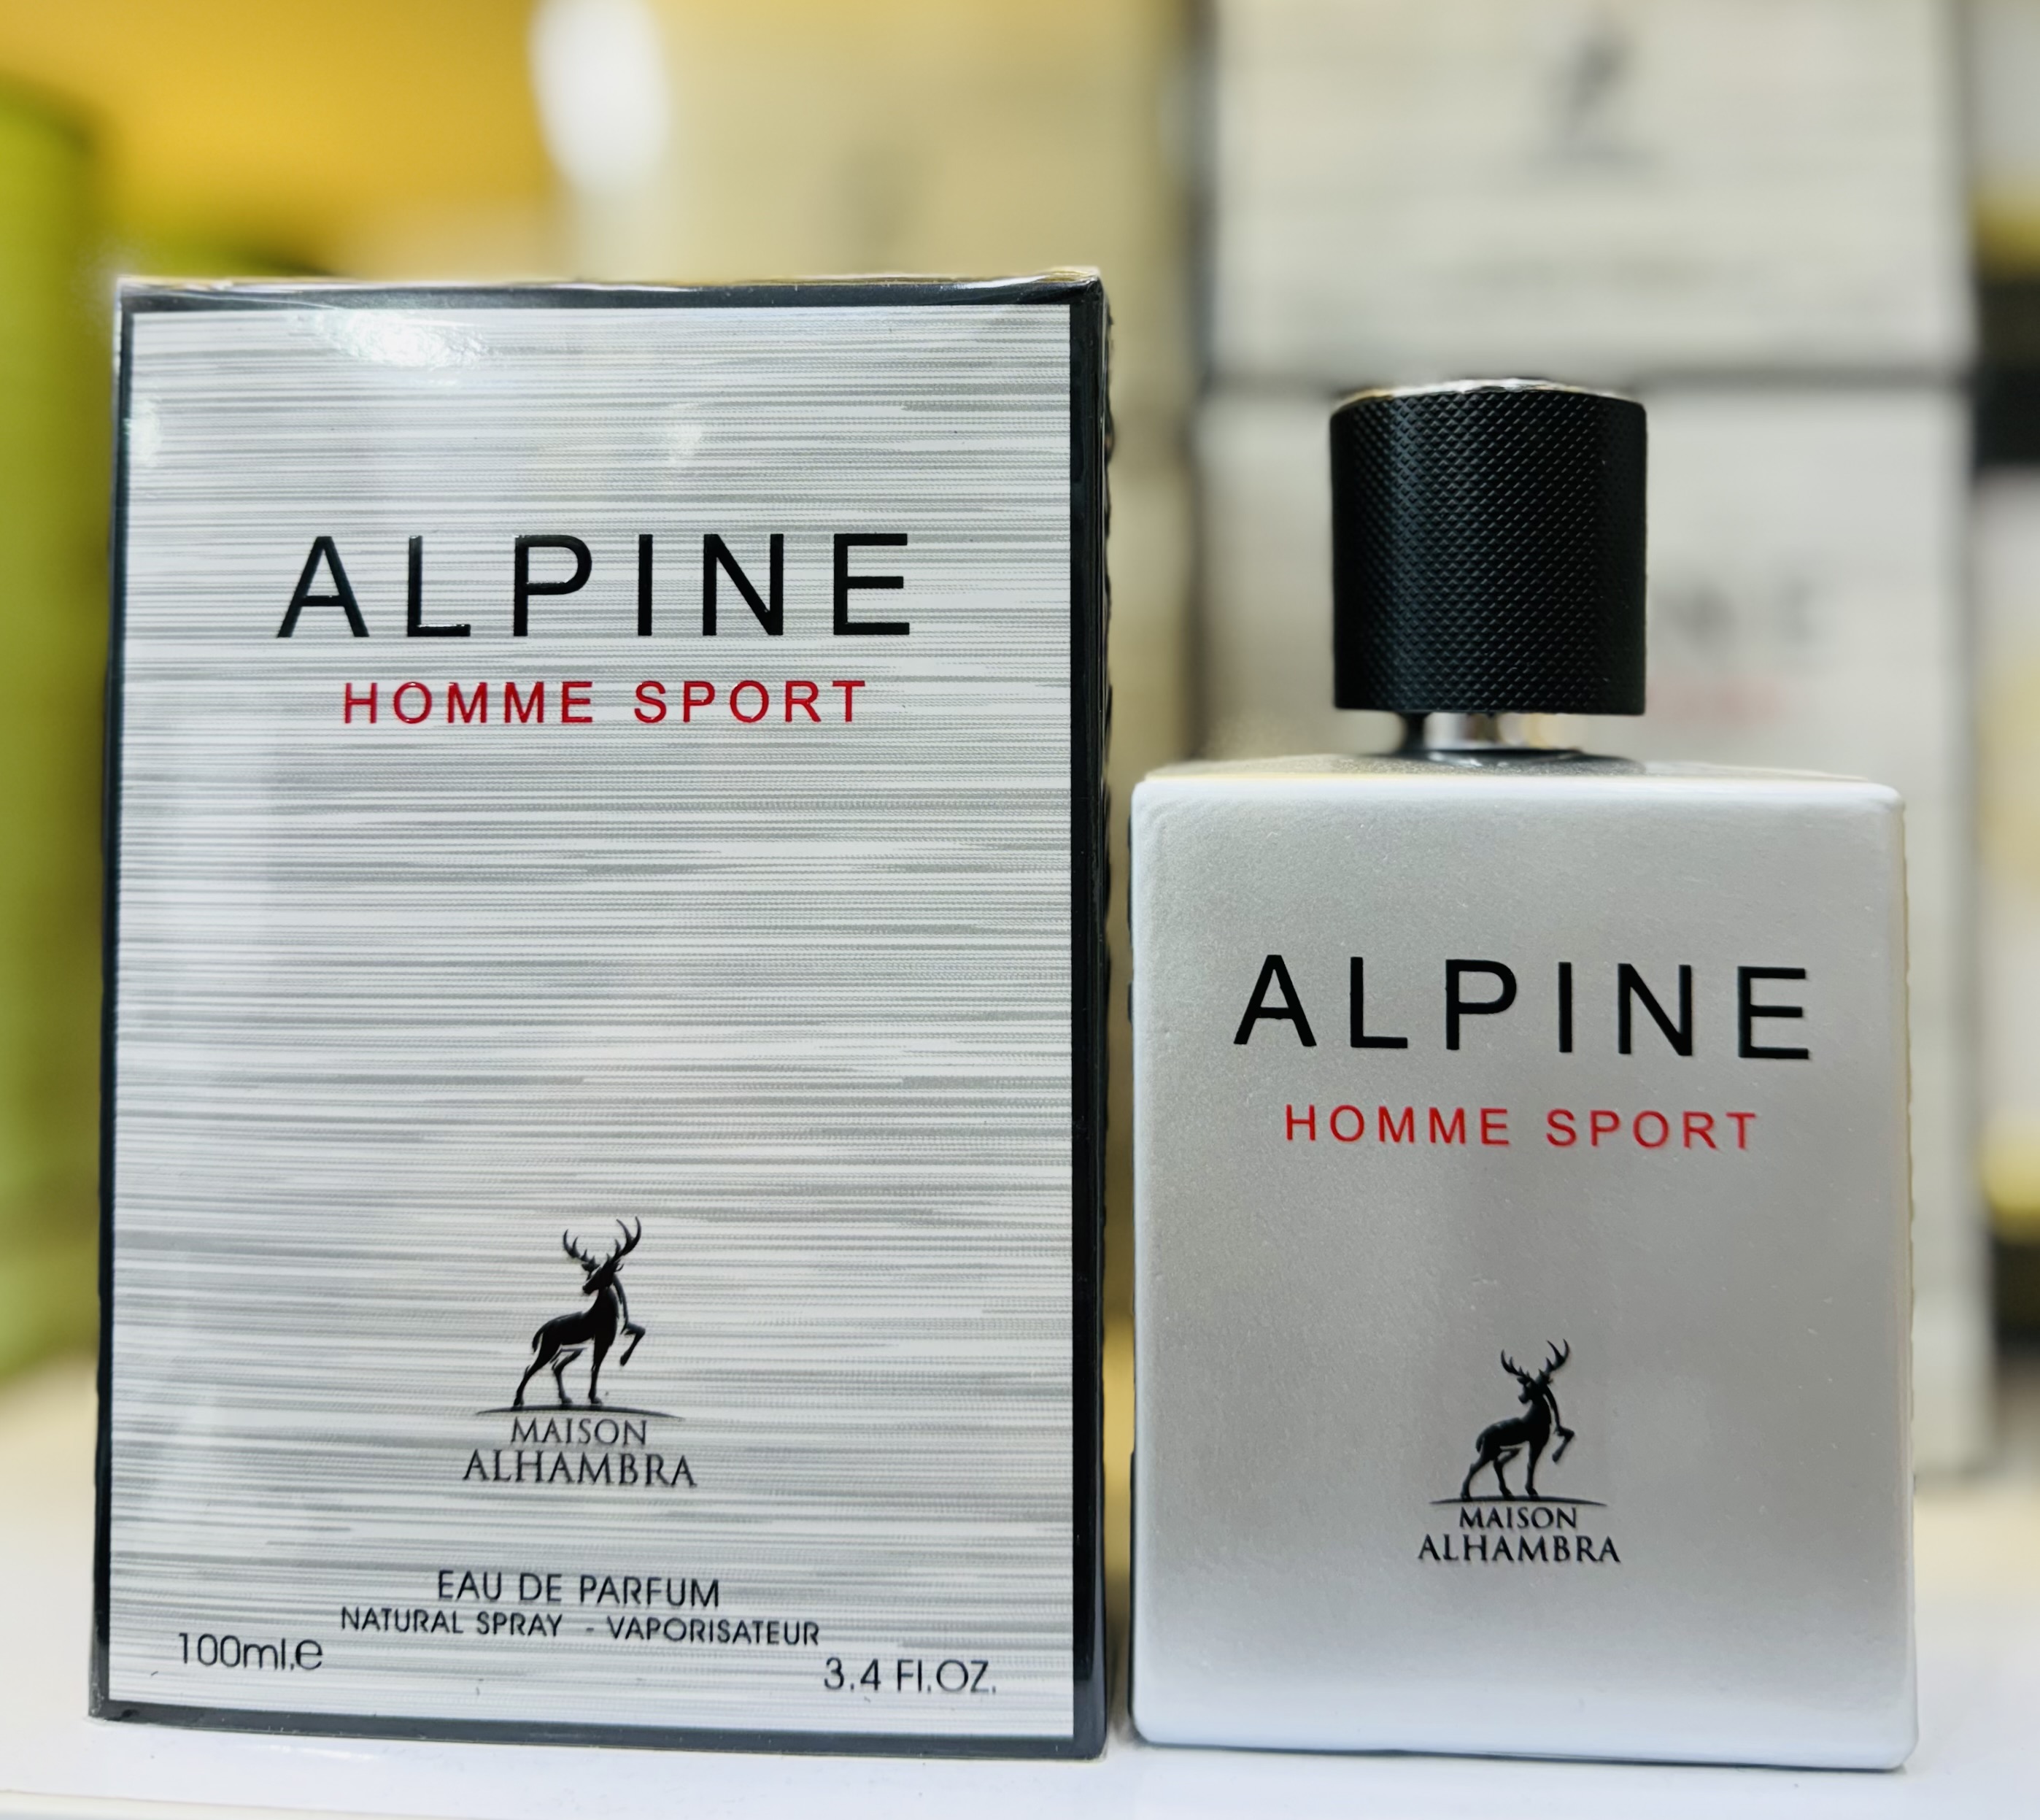 ALPINE
HOMME SPORT
MAISON
ALHAMBRA
EAU DE PARFUM
NATURAL SPRAY - VAPORISATEUR
100ml.e
3.4 Fl.OZ.
ALPINE
HOMME SPORT
MAISON
ALHAMBRA